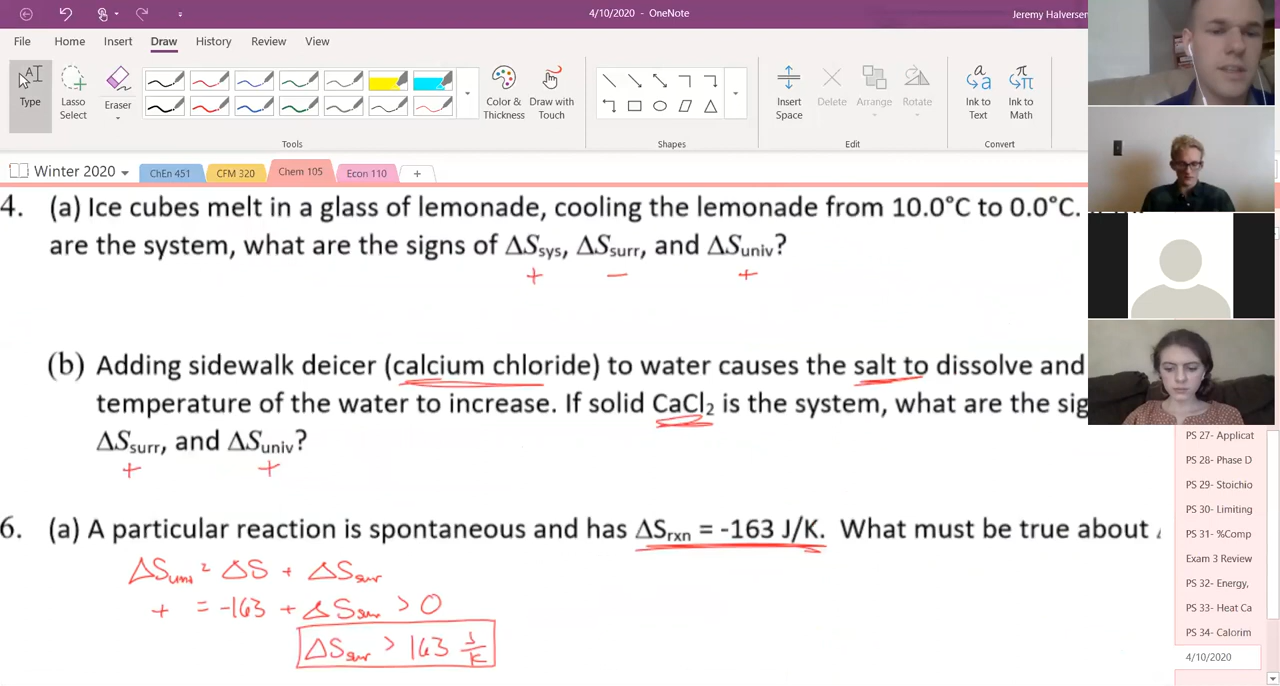 4/10/2020 - OneNote
Jeremy Halversen
File Home Insert Draw History Review View
Type
Lasso Select
Eraser
Color & Thickness
Draw with Touch
Insert Space
Delete
Arrange
Rotate
Ink to Text
Ink to Math
Tools Shapes Edit Convert
Winter 2020 ChEn 451 CFM 320 Chem 105 Econ 110 +
4. (a) Ice cubes melt in a glass of lemonade, cooling the lemonade from 10.0°C to 0.0°C.
are the system, what are the signs of ΔSsys, ΔSsurr, and ΔSuniv?
+ − +
(b) Adding sidewalk deicer (calcium chloride) to water causes the salt to dissolve and
temperature of the water to increase. If solid CaCl₂ is the system, what are the
ΔSsurr, and ΔSuniv?
+ +
6. (a) A particular reaction is spontaneous and has ΔSrxn = -163 J/K. What must be true about
ΔSuni = ΔS + ΔSsur
+ = -163 + ΔSsur > 0
ΔSsur > 163 J/K
PS 27- Applicat
PS 28- Phase D
PS 29- Stoichio
PS 30- Limiting
PS 31- %Comp
Exam 3 Review
PS 32- Energy,
PS 33- Heat Ca
PS 34- Calorim
4/10/2020